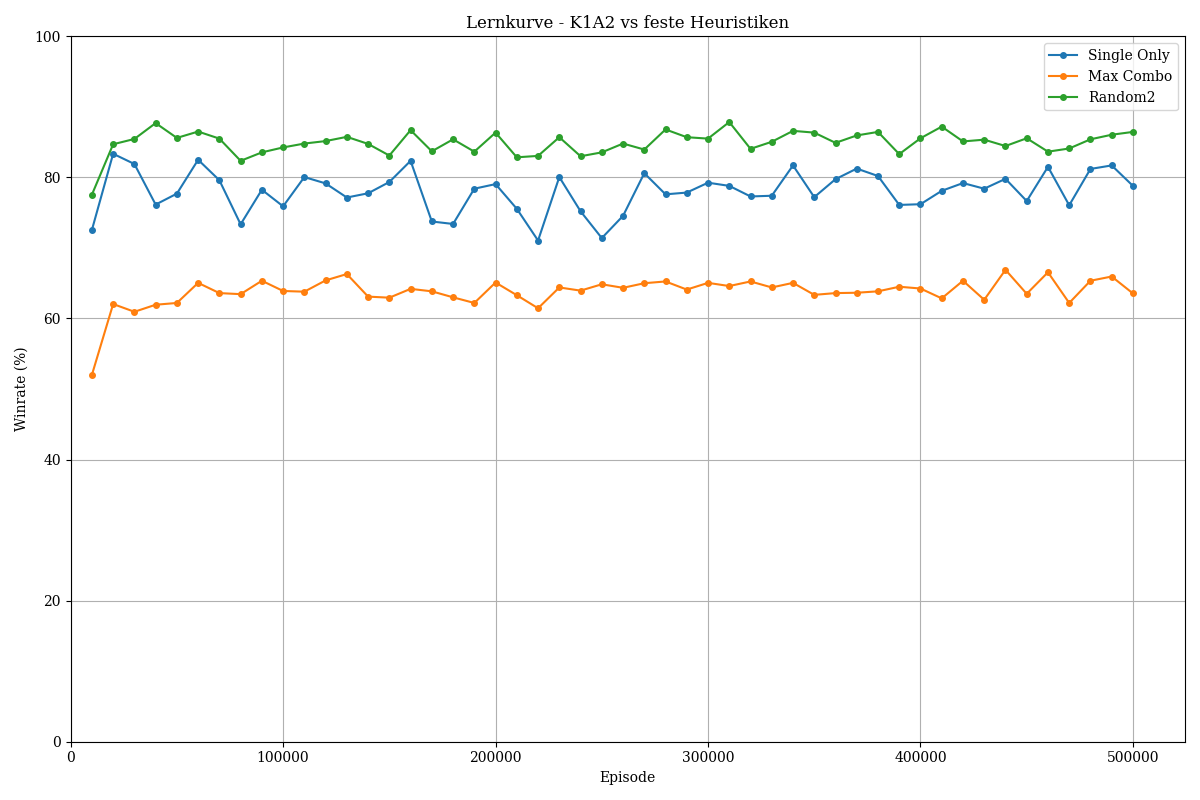 Lernkurve - K1A2 vs feste Heuristiken
100
80
60
40
20
0
Winrate (%)
Single Only
Max Combo
Random2
0
100000
200000
300000
400000
500000
Episode